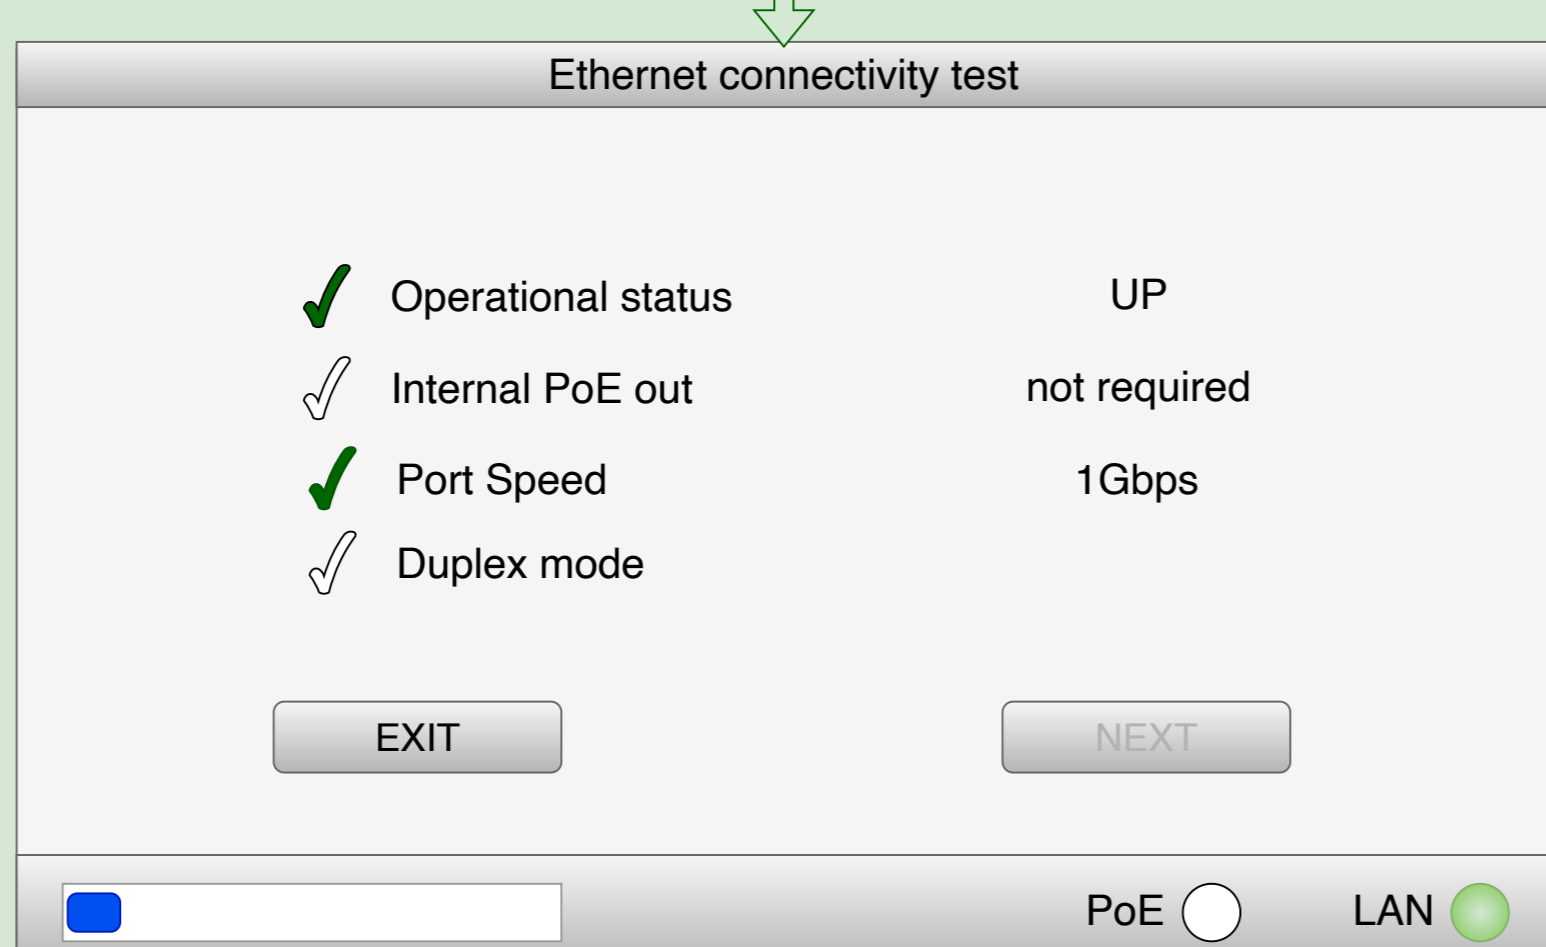 Ethernet connectivity test
Operational status UP
Internal PoE out not required
Port Speed 1Gbps
Duplex mode
EXIT NEXT
PoE LAN